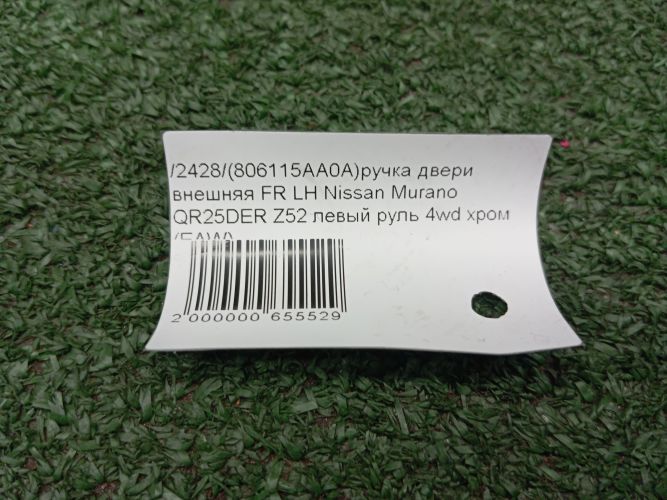 /2428/(806115AA0A)ручка двери
внешняя FR LH Nissan Murano
QR25DER Z52 левый руль 4wd хром
2 000000 655529